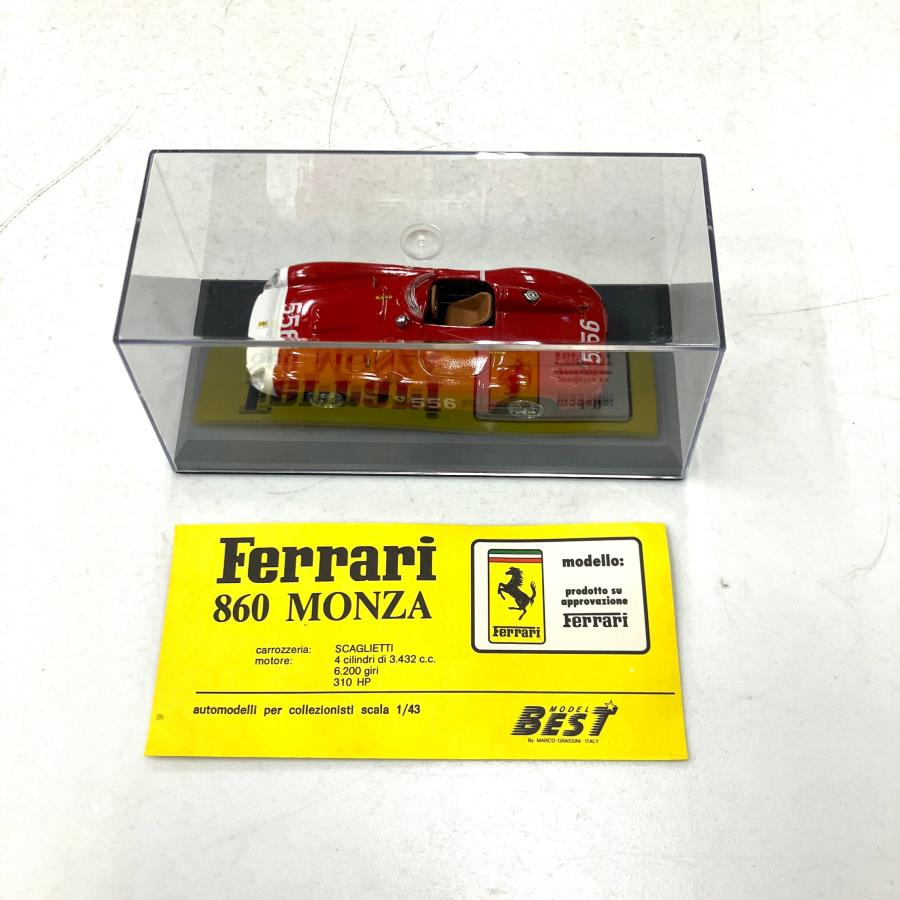 556
556
556
Ferrari
860 MONZA
carrozzeria: SCAGLIETTI
motore: 4 cilindri di 3.432 c.c.
6.200 giri
310 HP
modello:
prodotto su
approvazione
Ferrari
Ferrari
automodelli per collezionisti scala 1/43
MODEL
BEST
By MARCO GRASSINI ITALY